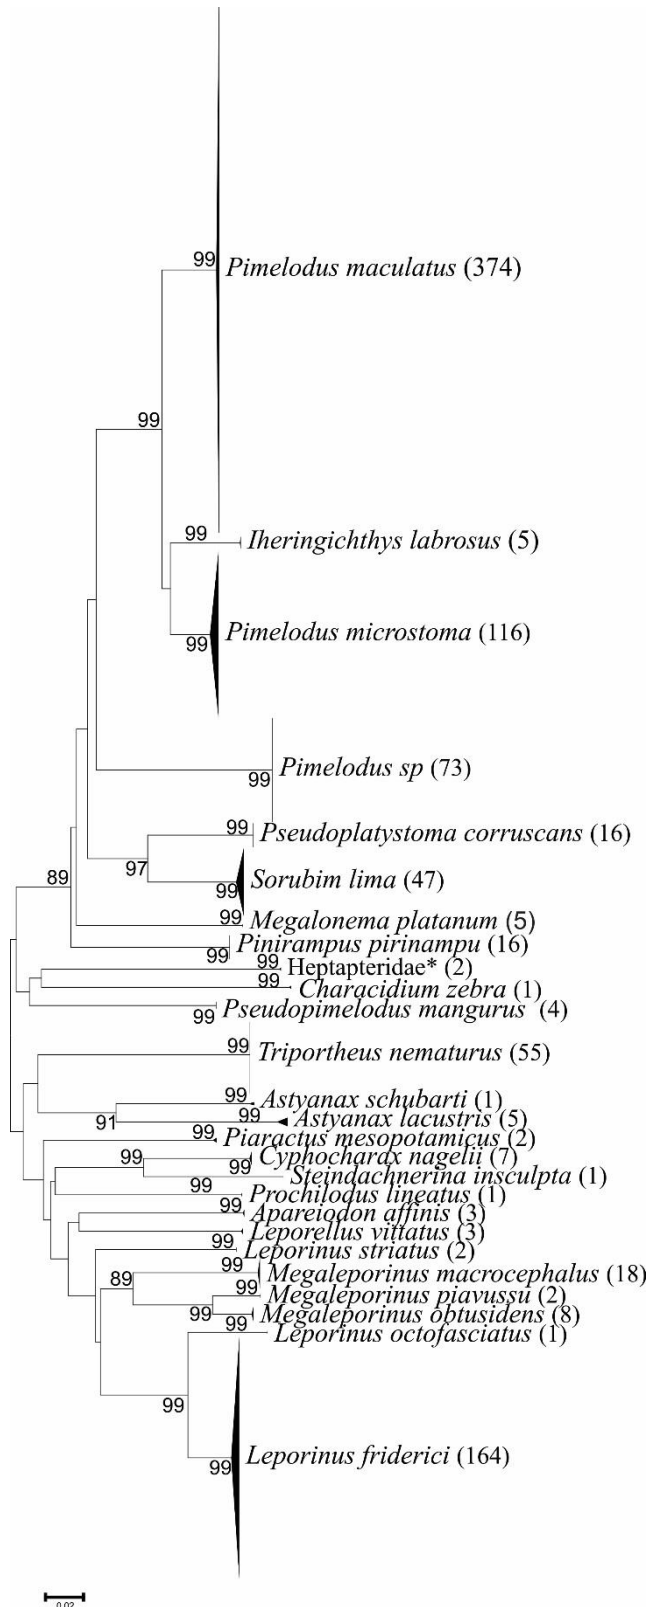 99
Pimelodus maculatus (374)
99
99
Iheringichthys labrosus (5)
Pimelodus microstoma (116)
99
Pimelodus sp (73)
99
99
Pseudoplatystoma corruscans (16)
97
Sorubim lima (47)
99
89
99
Megalonema platanum (5)
Pinirampus pirinampu (16)
99
99
Heptapteridae* (2)
99
Characidium zebra (1)
Pseudopimelodus mangurus (4)
99
99
Triportheus nematurus (55)
99
Astyanax schubarti (1)
99
Astyanax lacustris (5)
91
99
Piaractus mesopotamicus (2)
99
Cyphocharax nagelii (7)
99
Steindachnerina insculpta (1)
99
Prochilodus lineatus (1)
Apareiodon affinis (3)
Leporellus vittatus (3)
99
Leporinus striatus (2)
99
89
Megaleporinus macrocephalus (18)
Megaleporinus piavussu (2)
99
Megaleporinus obtusidens (8)
99
Leporinus octofasciatus (1)
99
Leporinus friderici (164)
99
0.02